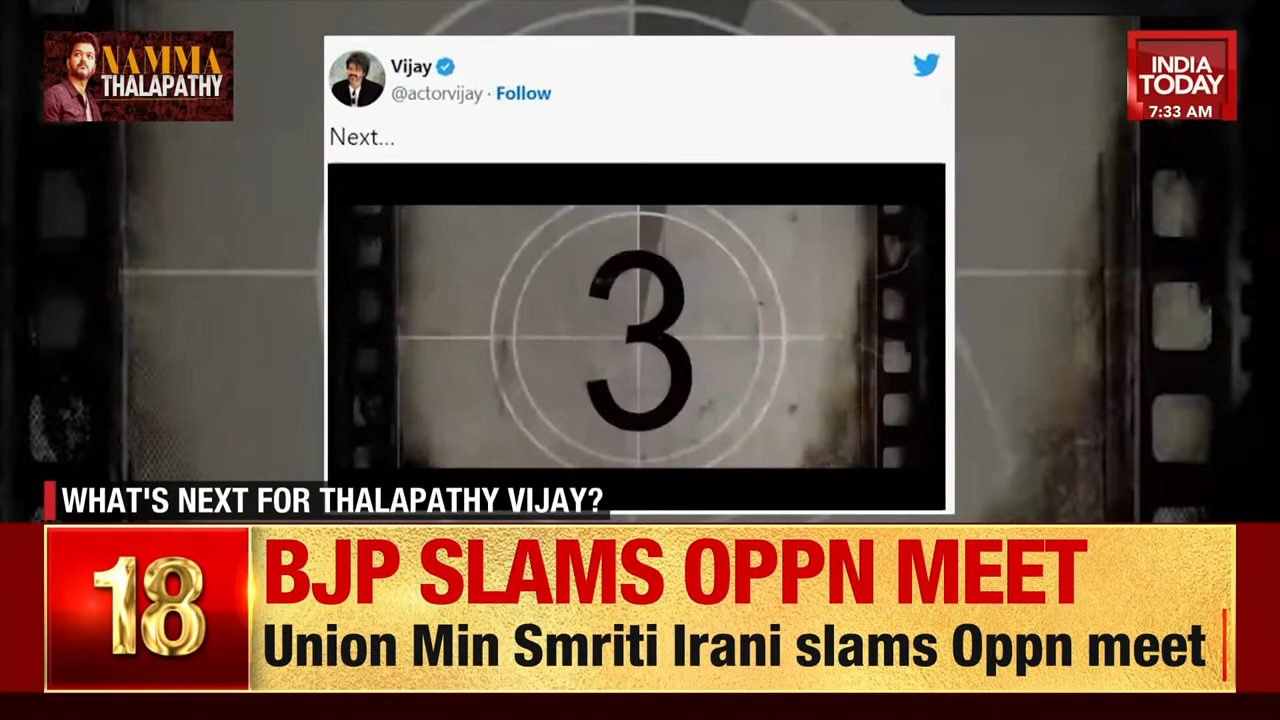 NAMMA
THALAPATHY
Vijay
@actorvijay · Follow
Next...
3
INDIA
TODAY
7:33 AM
WHAT'S NEXT FOR THALAPATHY VIJAY?
18
BJP SLAMS OPPN MEET
Union Min Smriti Irani slams Oppn meet